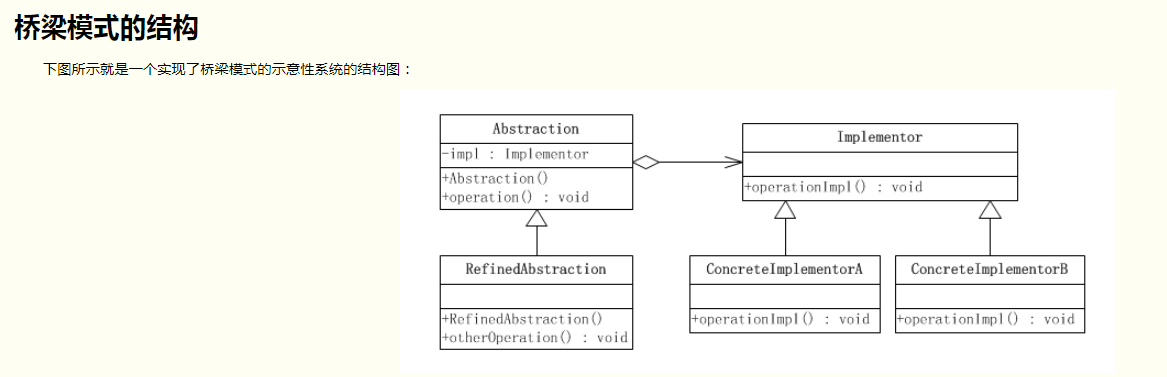 桥梁模式的结构
下图所示就是一个实现了桥梁模式的示意性系统的结构图：
Abstraction
-impl : Implementor
+Abstraction()
+operation() : void
Implementor
+operationImpl() : void
RefinedAbstraction
+RefinedAbstraction()
+otherOperation() : void
ConcreteImplementorA
+operationImpl() : void
ConcreteImplementorB
+operationImpl() : void